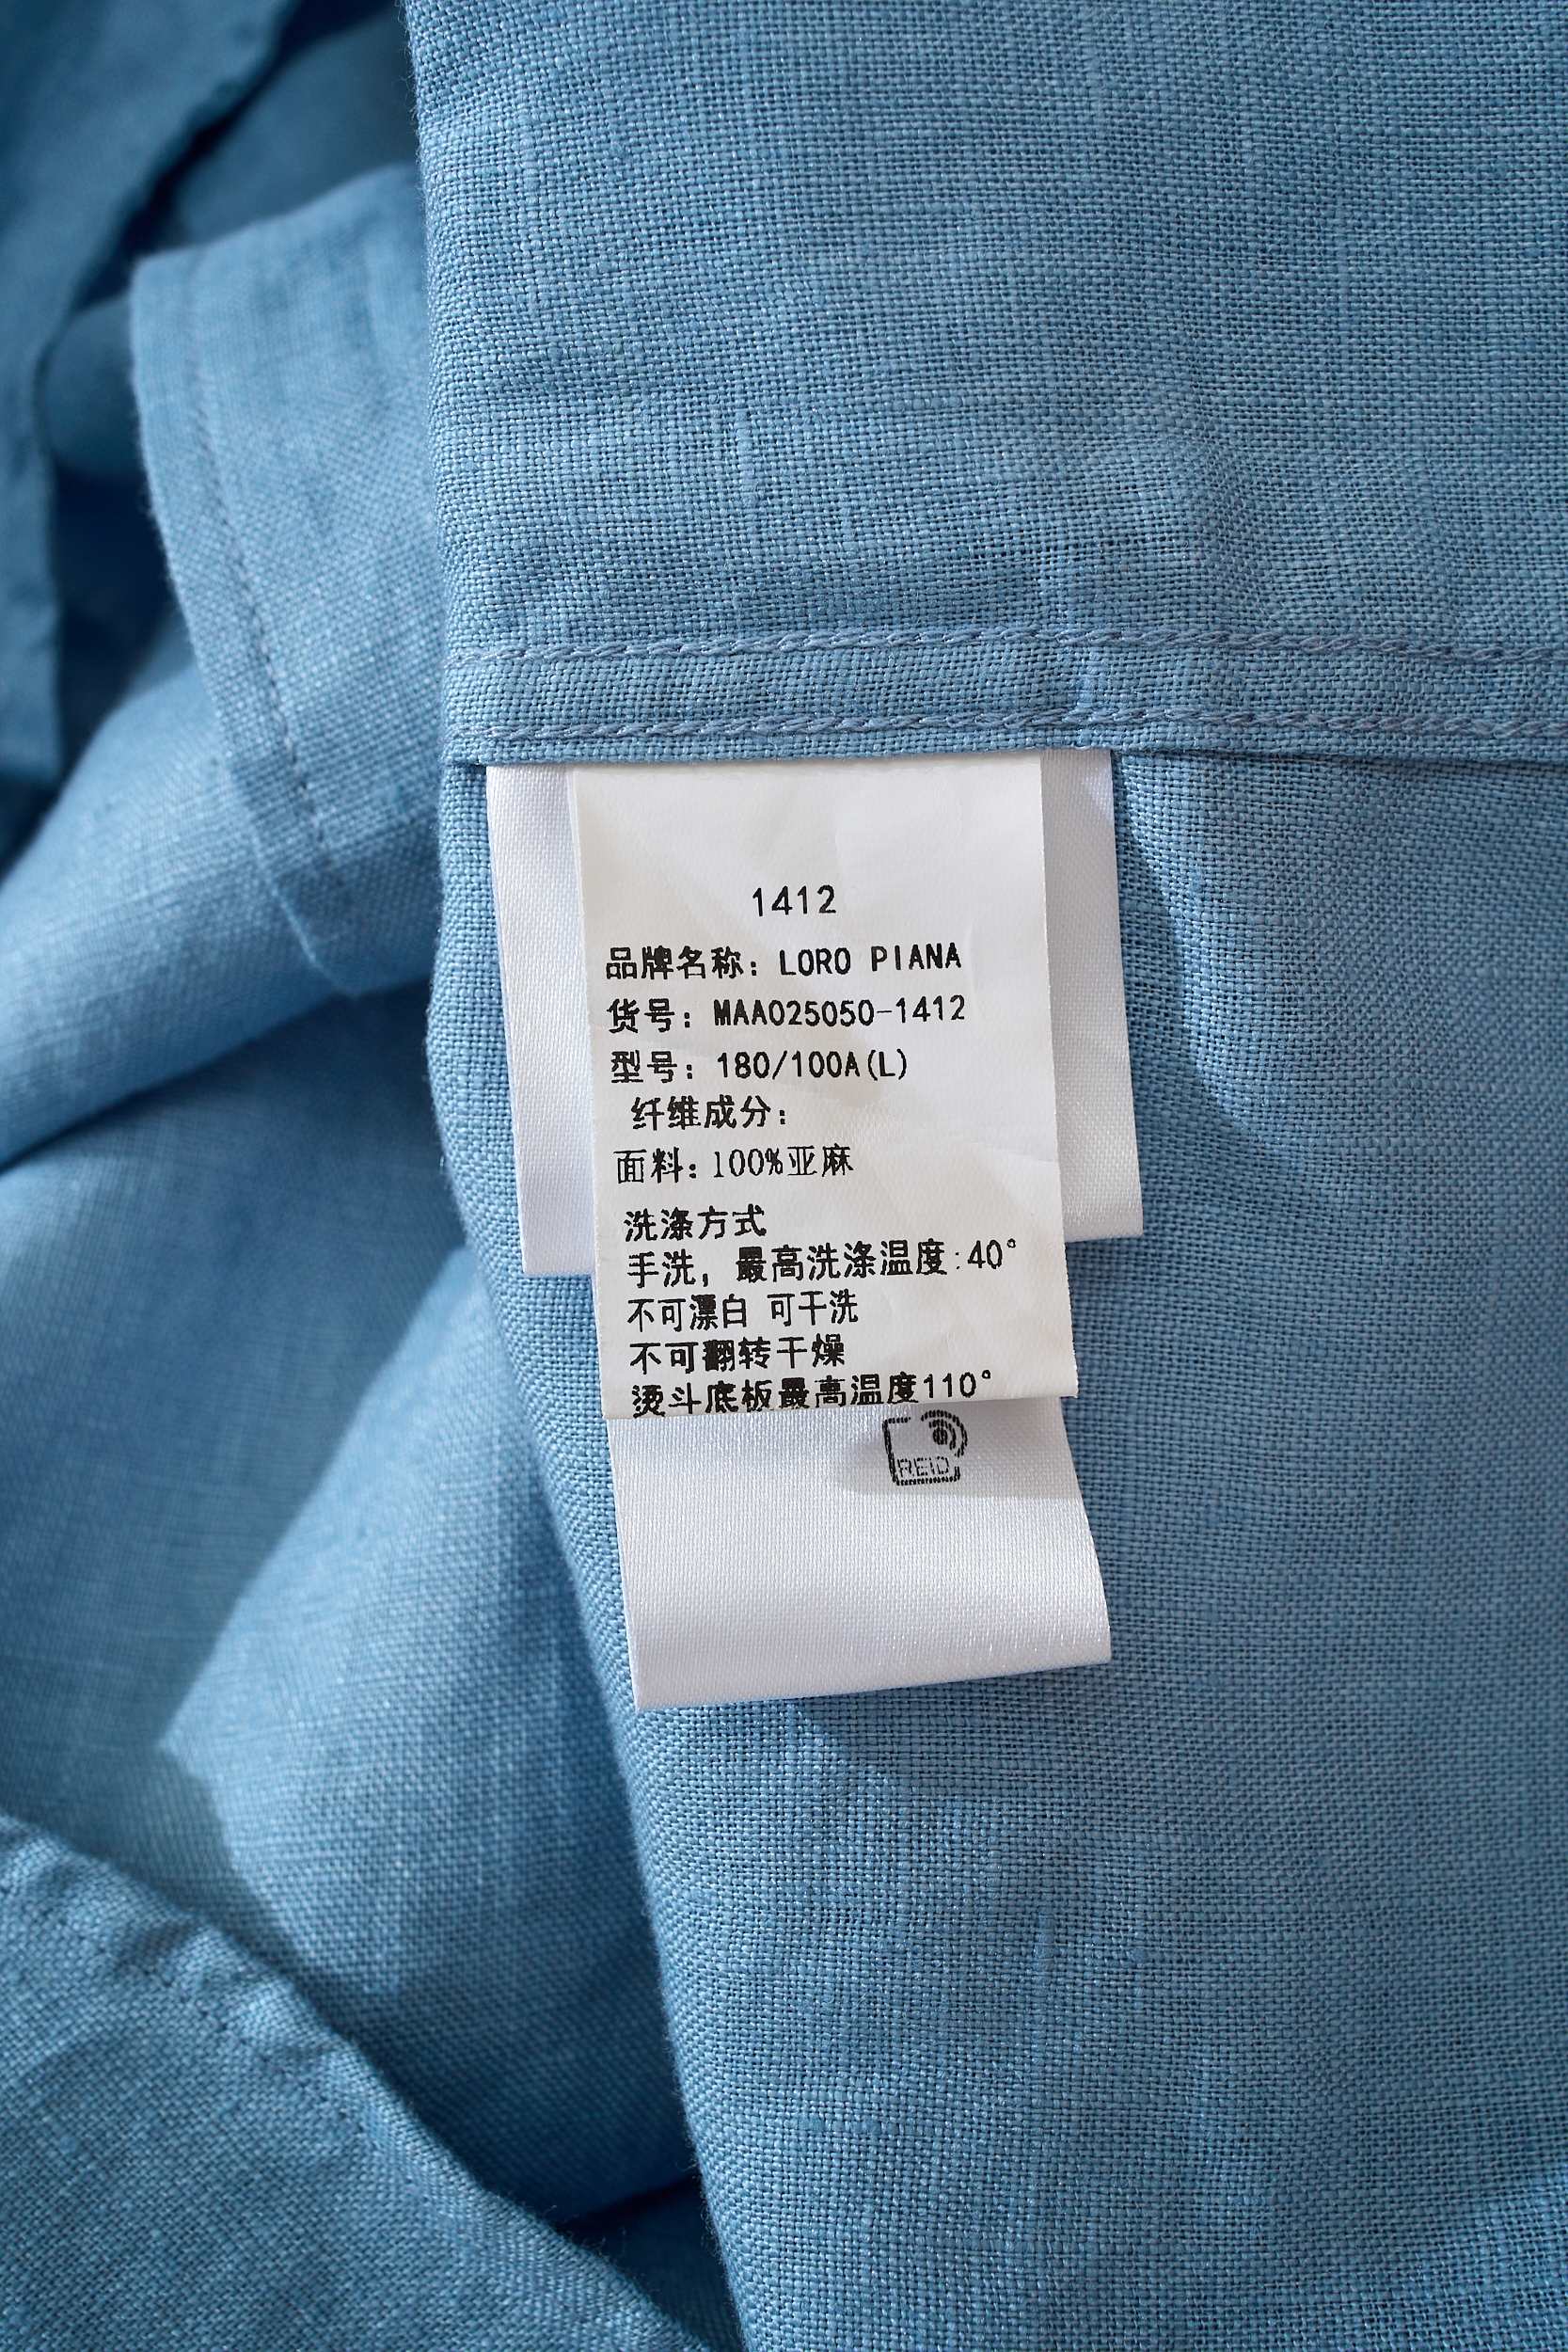 1412
品牌名称: LORO PIANA
货号: MAA025050-1412
型号: 180/100A(L)
纤维成分:
面料: 100%亚麻
洗涤方式
手洗, 最高洗涤温度:40°
不可漂白 可干洗
不可翻转干燥
烫斗底板最高温度110°
RFID